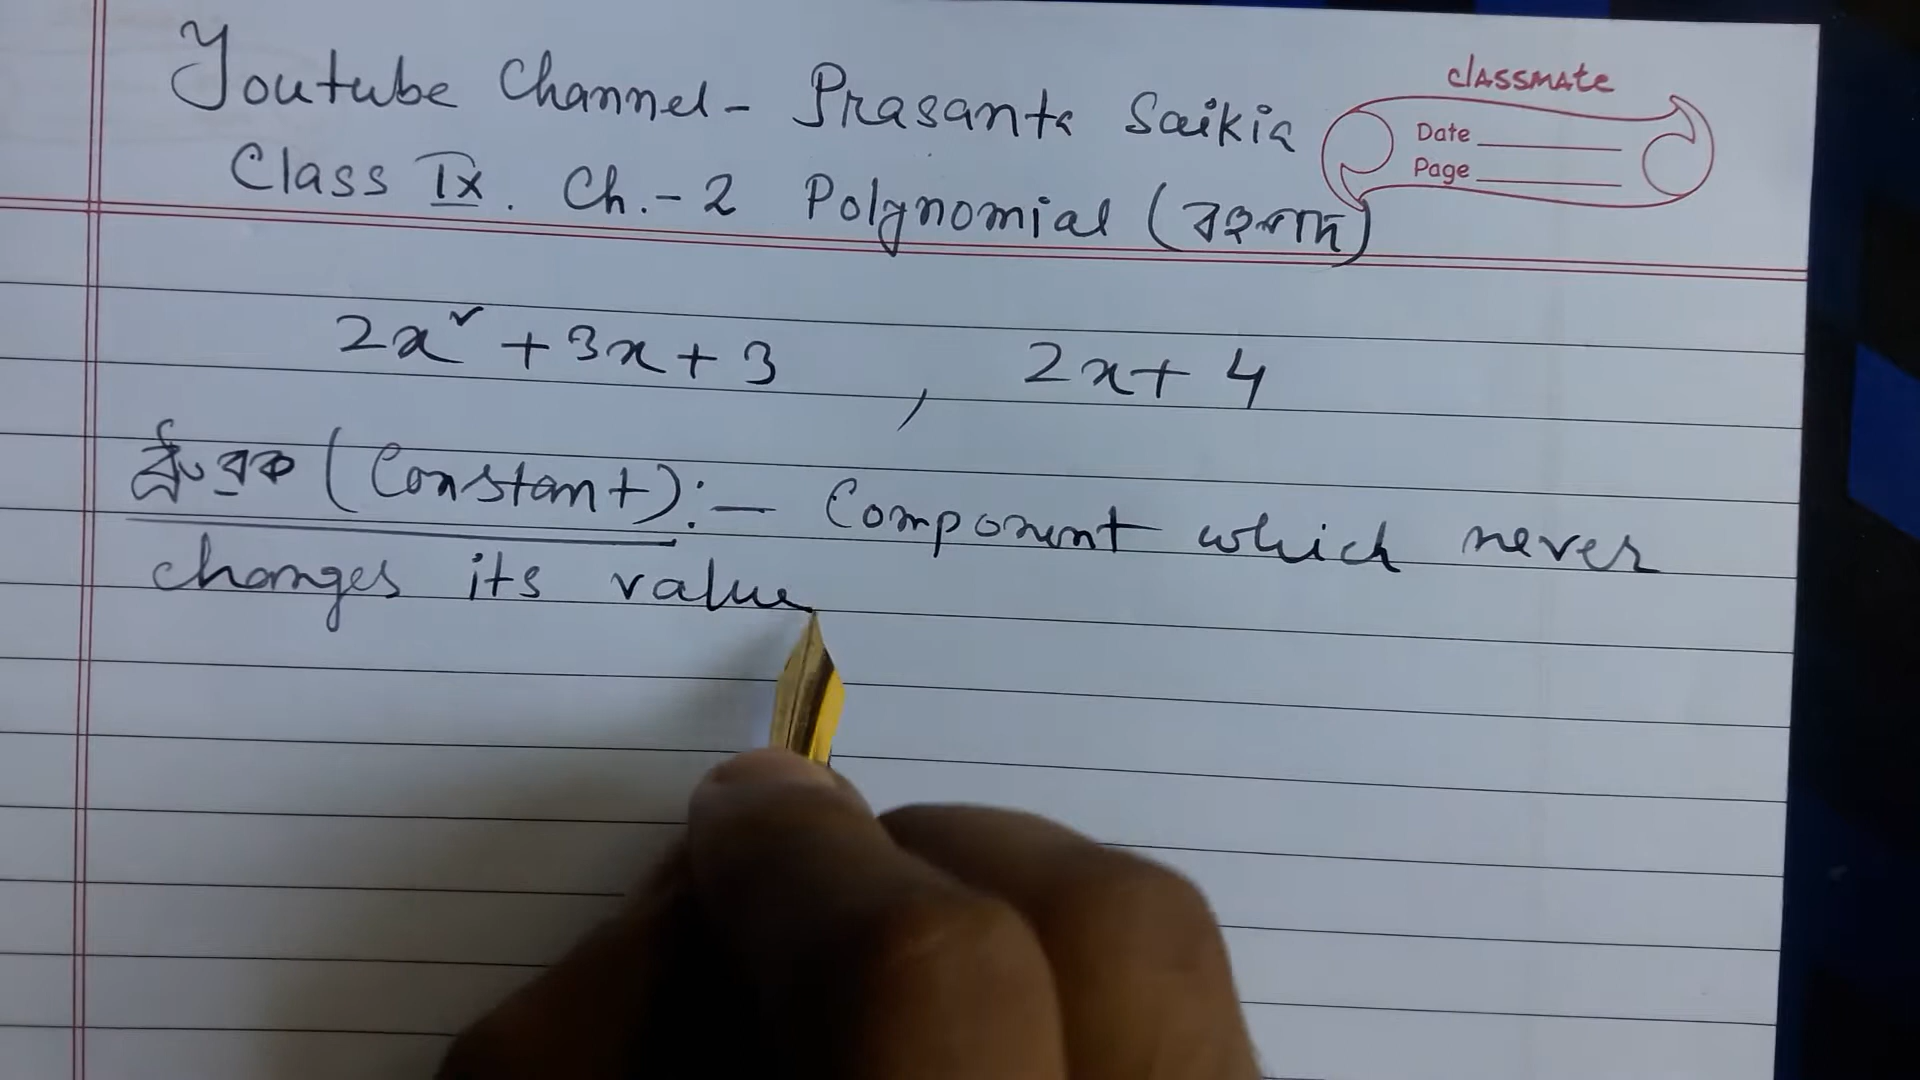 Youtube Channel- Prasanta Saikia
classmate
Date
Page
Class IX. Ch.-2 Polynomial (বহুপদ)
2x² + 3x + 3 , 2x + 4
ধ্ৰুৱক (Constant):- Component which never
changes its value